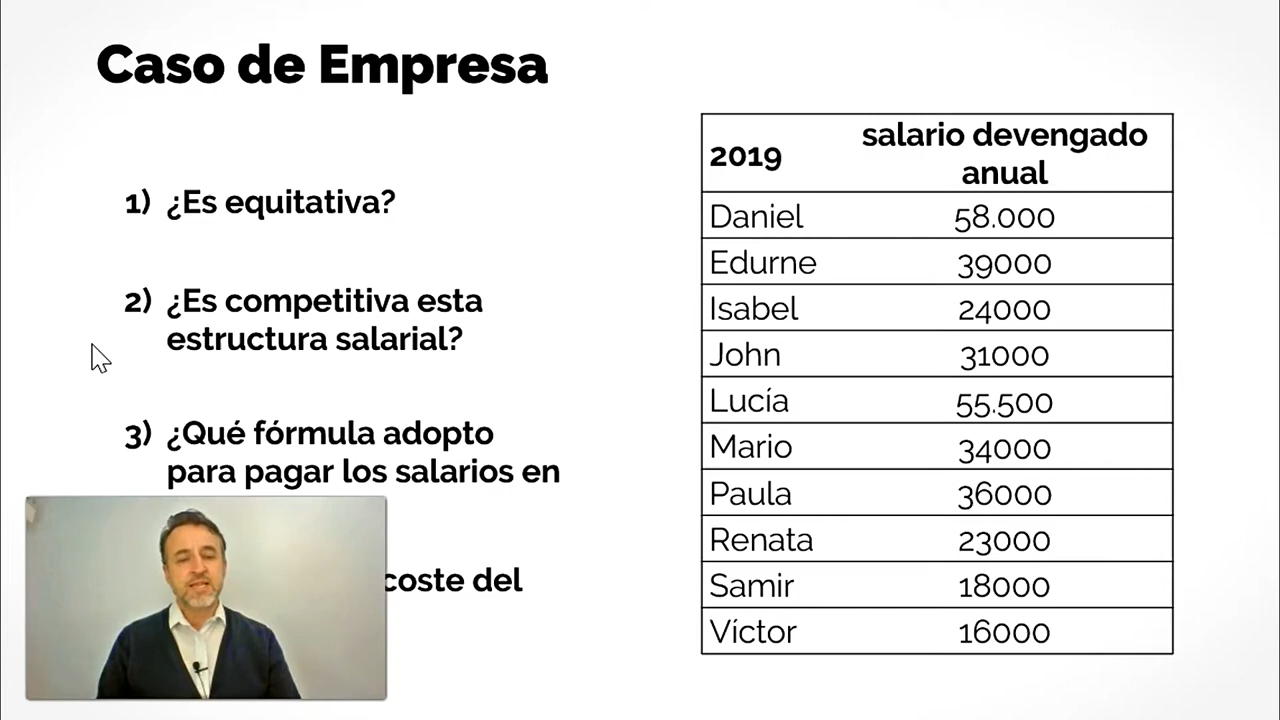 Caso de Empresa
1) ¿Es equitativa?
2) ¿Es competitiva esta
estructura salarial?
3) ¿Qué fórmula adopto
para pagar los salarios en
coste del
2019 salario devengado
anual
Daniel 58.000
Edurne 39000
Isabel 24000
John 31000
Lucía 55.500
Mario 34000
Paula 36000
Renata 23000
Samir 18000
Víctor 16000